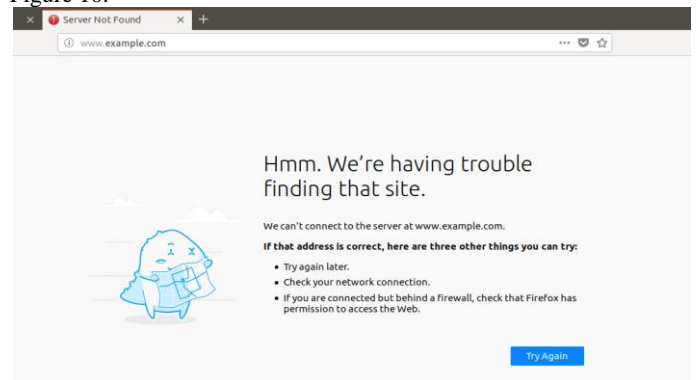 Figure 10.
Server Not Found
www.example.com
Hmm. We're having trouble
finding that site.
We can't connect to the server at www.example.com.
If that address is correct, here are three other things you can try:
• Try again later.
• Check your network connection.
• If you are connected but behind a firewall, check that Firefox has
permission to access the Web.
Try Again